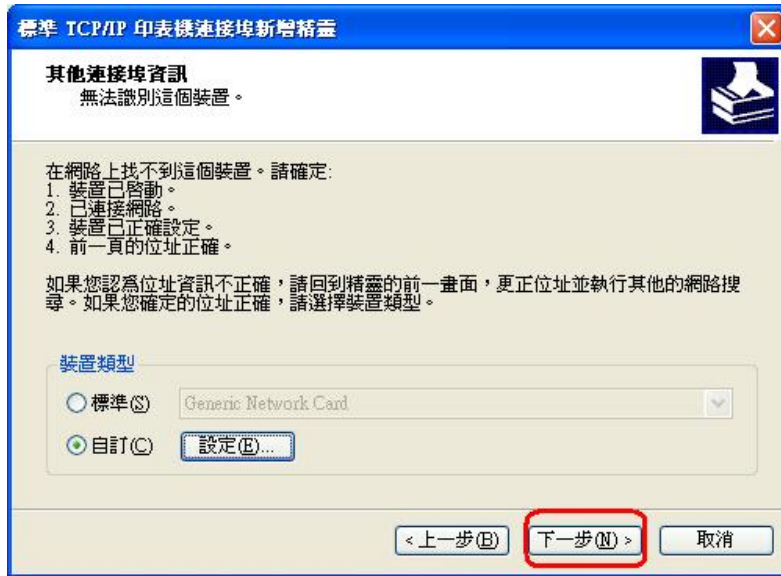 標準 TCP/IP 印表機連接埠新增精靈
其他連接埠資訊
無法識別這個裝置。
在網路上找不到這個裝置。請確定:
1. 裝置已啓動。
2. 已連接網路。
3. 裝置已正確設定。
4. 前一頁的位址正確。
如果您認爲位址資訊不正確，請回到精靈的前一畫面，更正位址並執行其他的網路搜
尋。如果您確定的位址正確，請選擇裝置類型。
裝置類型
標準(S) Generic Network Card
自訂(C) 設定(E)...
<上一步(B) 下一步(N)> 取消